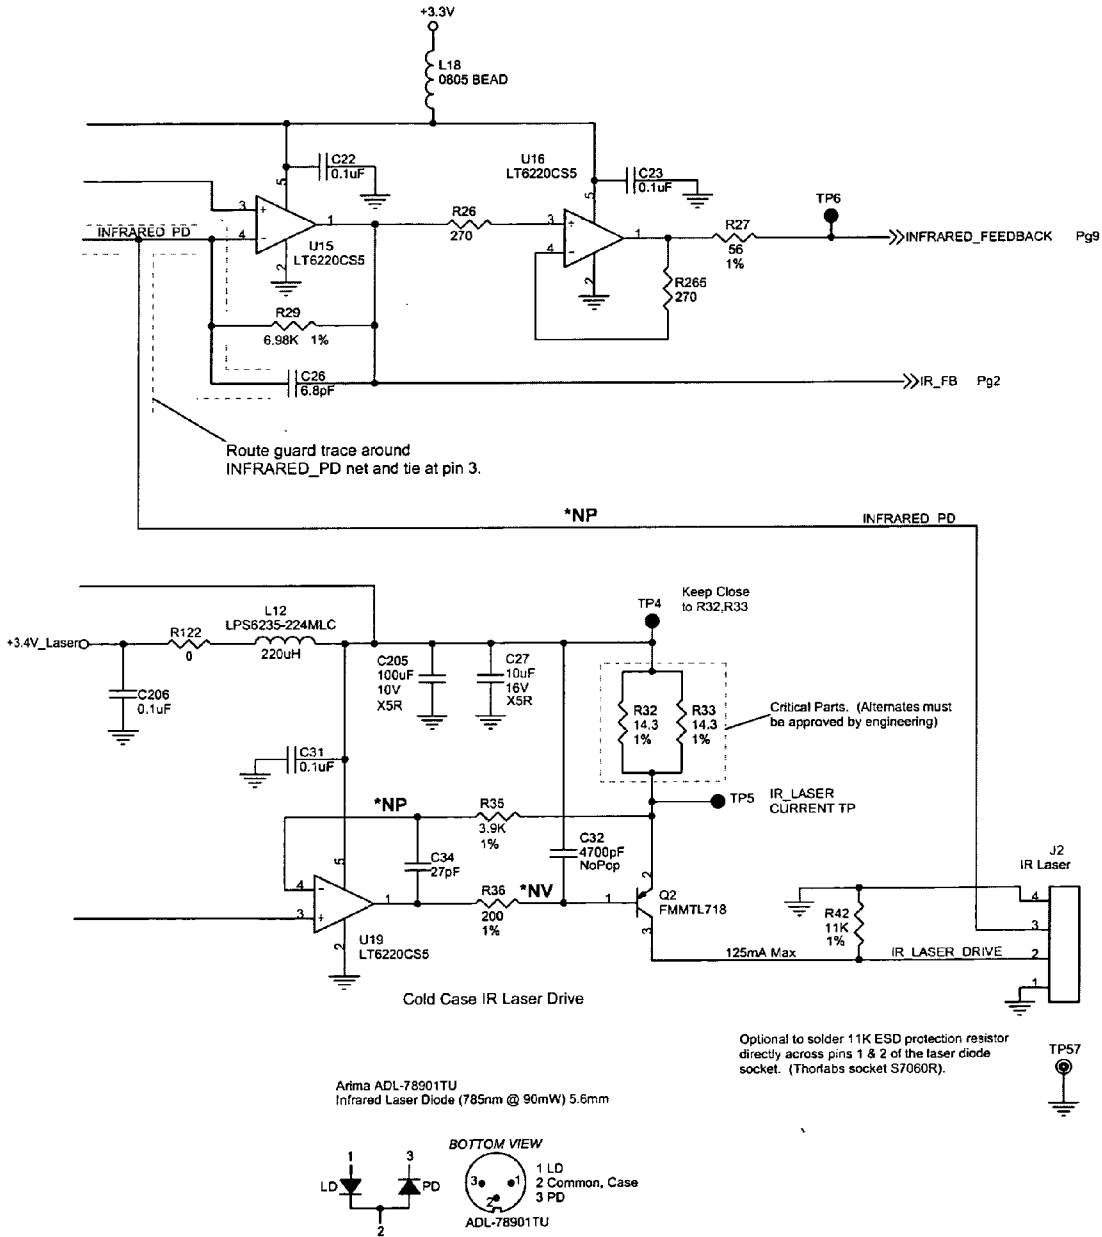 +3.3V
L18
0805 BEAD
C22
0.1uF
U16
LT6220CS5
C23
0.1uF
TP6
5
5
3
+
1
R26
270
3
+
1
R27
56
1%
INFRARED_FEEDBACK Pg9
INFRARED_PD
4
-
U15
LT6220CS5
2
4
-
2
R265
270
R29
6.98K 1%
C26
6.8pF
IR_FB Pg2
Route guard trace around
INFRARED_PD net and tie at pin 3.
*NP
INFRARED_PD
Keep Close
to R32,R33
TP4
L12
LPS6235-224MLC
+3.4V_Laser
R122
0
220uH
C205
100uF
10V
X5R
C27
10uF
16V
X5R
C206
0.1uF
R32
14.3
1%
R33
14.3
1%
Critical Parts. (Alternates must
be approved by engineering)
C31
0.1uF
*NP
R35
3.9K
1%
TP5
IR_LASER
CURRENT TP
C34
27pF
C32
4700pF
NoPop
J2
IR Laser
5
4
-
3
+
1
R36
200
1%
*NV
1
2
Q2
FMMTL718
3
2
U19
LT6220CS5
R42
11K
1%
4
3
125mA Max
IR_LASER_DRIVE
2
1
Cold Case IR Laser Drive
Optional to solder 11K ESD protection resistor
directly across pins 1 & 2 of the laser diode
socket. (Thorlabs socket S7060R).
TP57
Arima ADL-78901TU
Infrared Laser Diode (785nm @ 90mW) 5.6mm
BOTTOM VIEW
1
3
LD
PD
2
3
1
2
1 LD
2 Common, Case
3 PD
ADL-78901TU